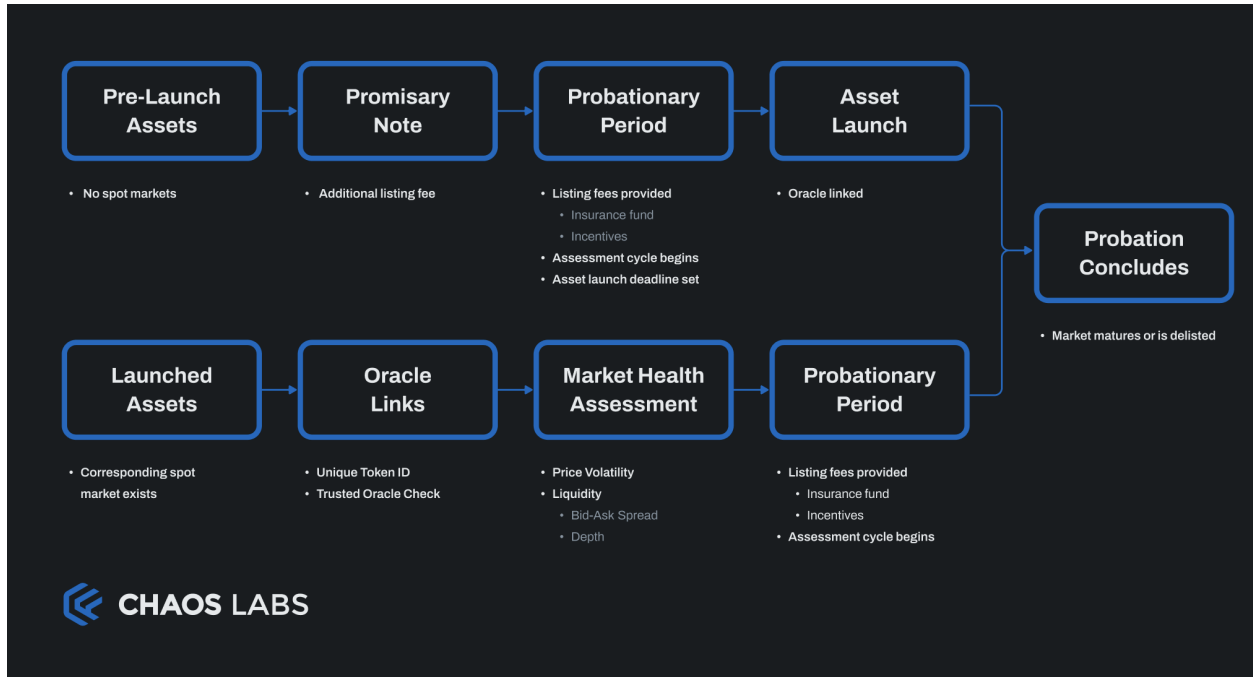 Pre-Launch
Assets
Promisary
Note
Probationary
Period
Asset
Launch
• No spot markets
• Additional listing fee
• Listing fees provided
• Insurance fund
• Incentives
• Assessment cycle begins
• Asset launch deadline set
• Oracle linked
Probation
Concludes
• Market matures or is delisted
Launched
Assets
Oracle
Links
Market Health
Assessment
Probationary
Period
• Corresponding spot
market exists
• Unique Token ID
• Trusted Oracle Check
• Price Volatility
• Liquidity
• Bid-Ask Spread
• Depth
• Listing fees provided
• Insurance fund
• Incentives
• Assessment cycle begins
CHAOS LABS